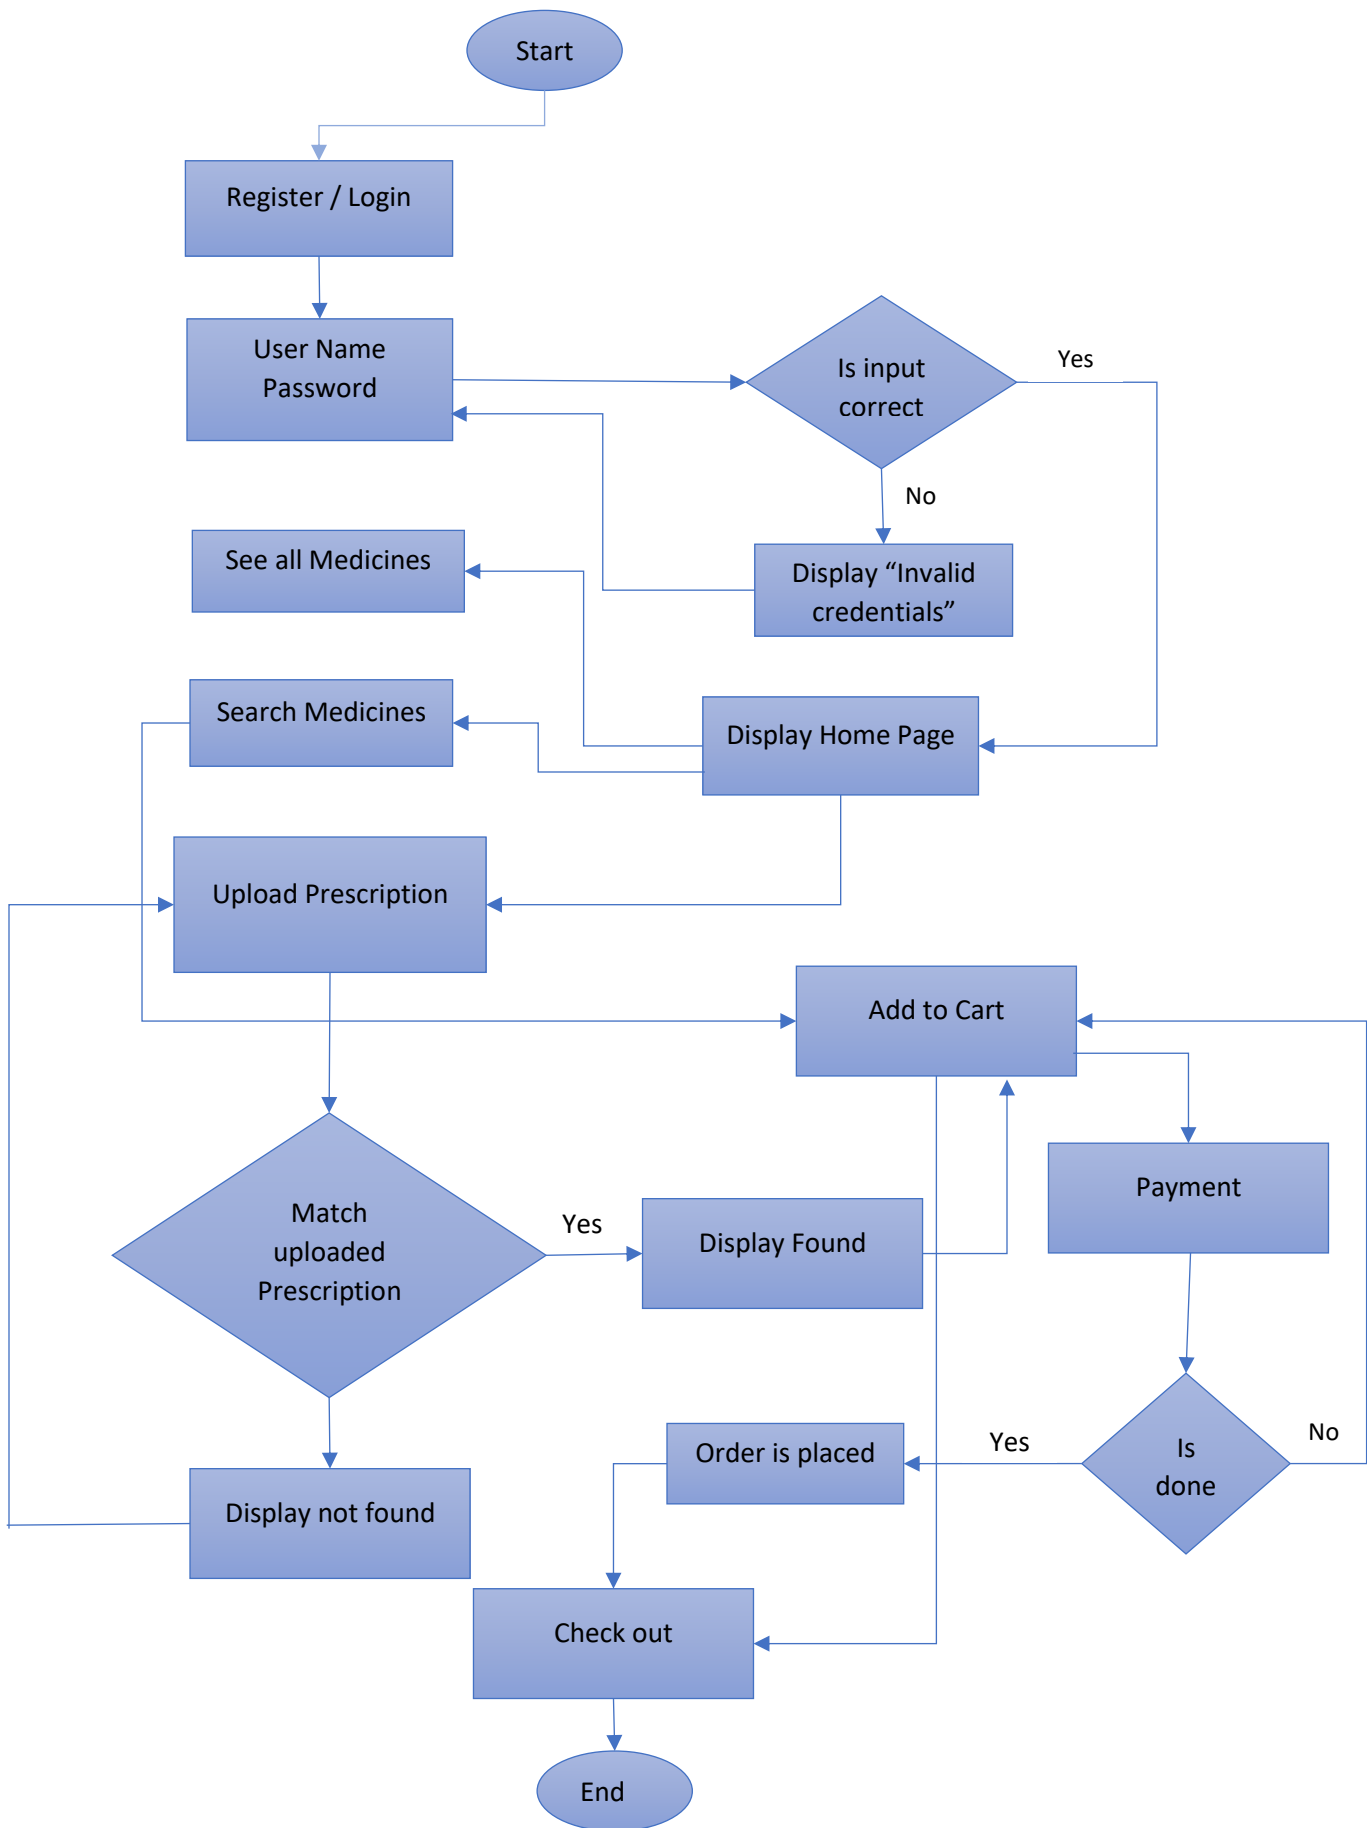 Start
Register / Login
User Name
Password
Is input
correct
Yes
No
See all Medicines
Display “Invalid
credentials”
Search Medicines
Display Home Page
Upload Prescription
Add to Cart
Match
uploaded
Prescription
Yes
Display Found
Payment
Order is placed
Yes
Is
done
No
Display not found
Check out
End